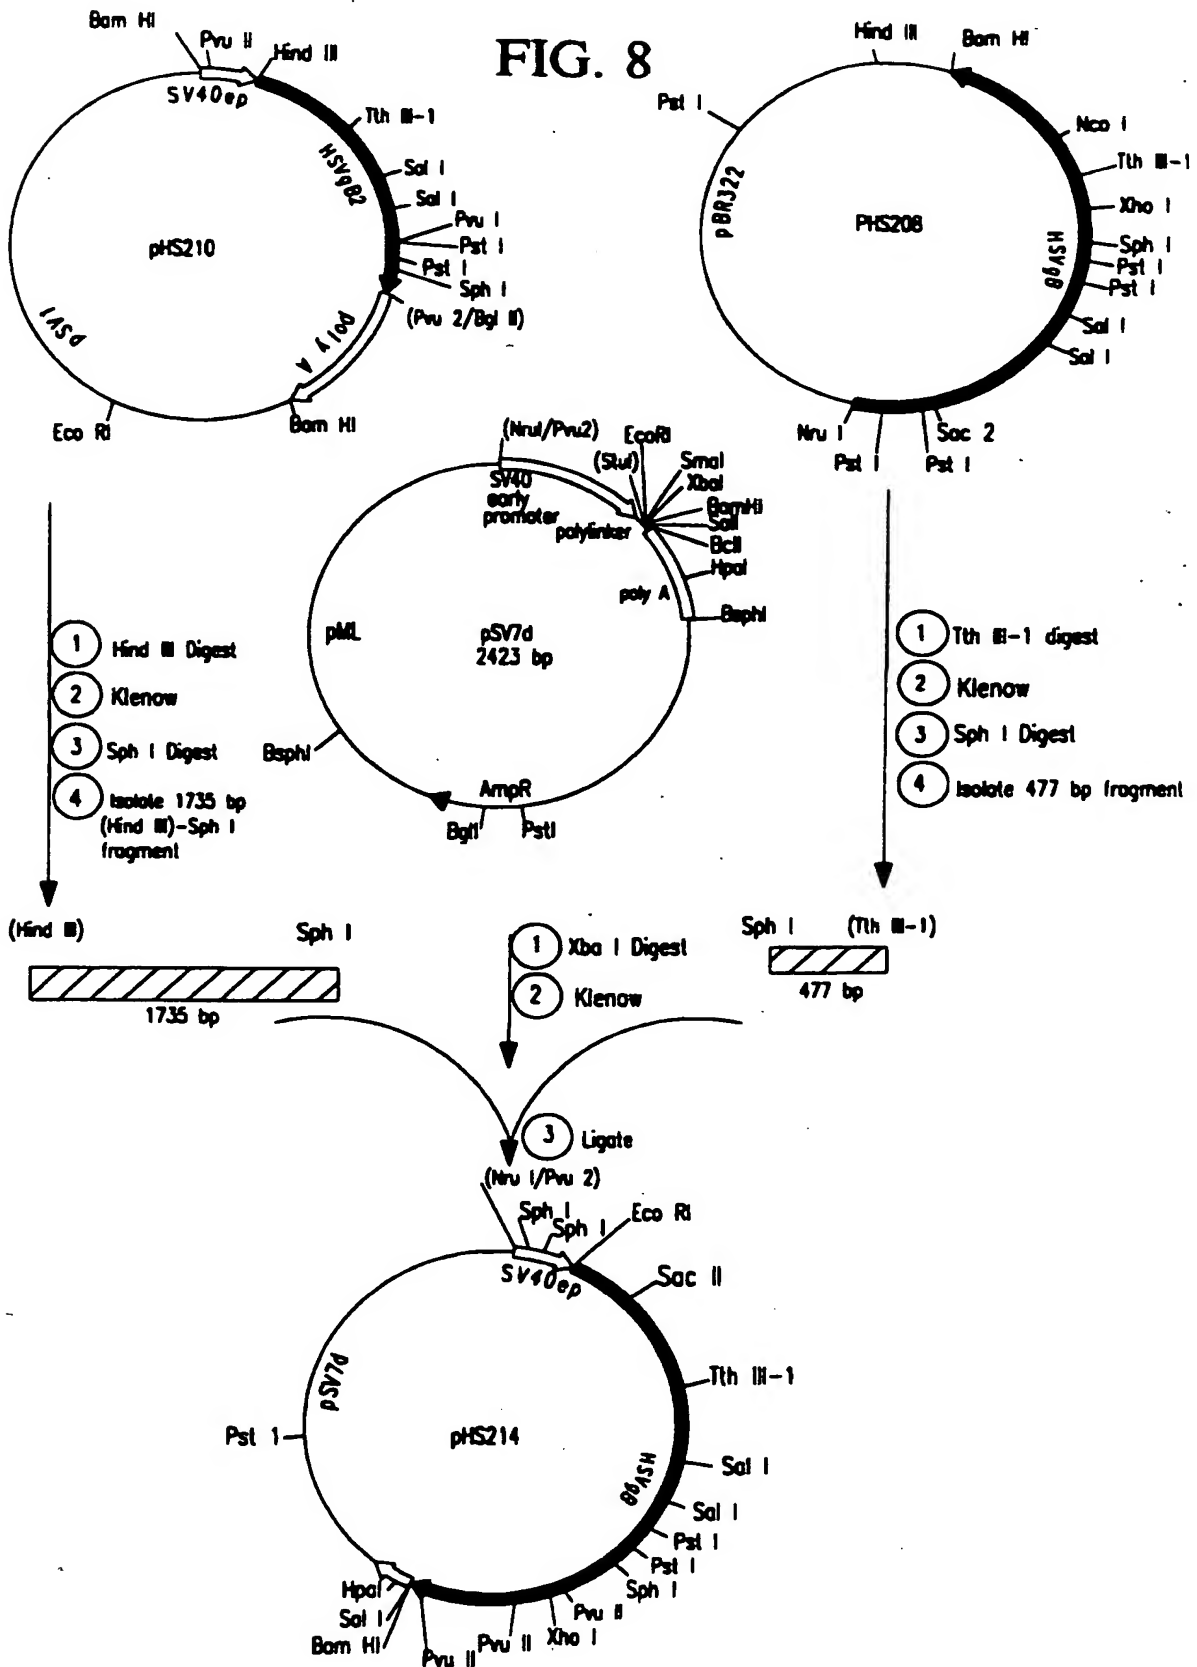 FIG. 8
Bam HI
Pvu II
Hind III
SV40ep
Tth III-1
HSVgB2
Sal I
Sal I
Pvu I
Pst I
Pst I
Sph I
(Pvu 2/Bgl II)
poly A
pHS210
pSV1
Eco RI
Bam HI
Hind III
Bam HI
Pst I
Nco I
Tth III-1
Xho I
Sph I
Pst I
Pst I
Sal I
Sal I
pBR322
PHS208
HSVgB
Nru I
Pst I
Pst I
Sac 2
(NruI/Pvu2)
EcoRI
(StuI)
SmaI
XbaI
BamHI
SalI
BclI
HpaI
BspHI
SV40
early
promoter
polylinker
poly A
pML
pSV7d
2423 bp
BspHI
AmpR
BglI
PstI
1 Hind III Digest
2 Klenow
3 Sph I Digest
4 Isolate 1735 bp
(Hind III)-Sph I
fragment
1 Tth III-1 digest
2 Klenow
3 Sph I Digest
4 Isolate 477 bp fragment
(Hind III)
Sph I
1735 bp
1 Xba I Digest
2 Klenow
Sph I
(Tth III-1)
477 bp
3 Ligate
(Nru I/Pvu 2)
Sph I
Sph I
Eco RI
SV40ep
Sac II
Tth III-1
pSV7d
Pst 1
pHS214
HSVgB
Sal I
Sal I
Pst I
Pst I
Sph I
Pvu II
Xho I
Pvu II
Pvu II
HpaI
Sal I
Bam HI